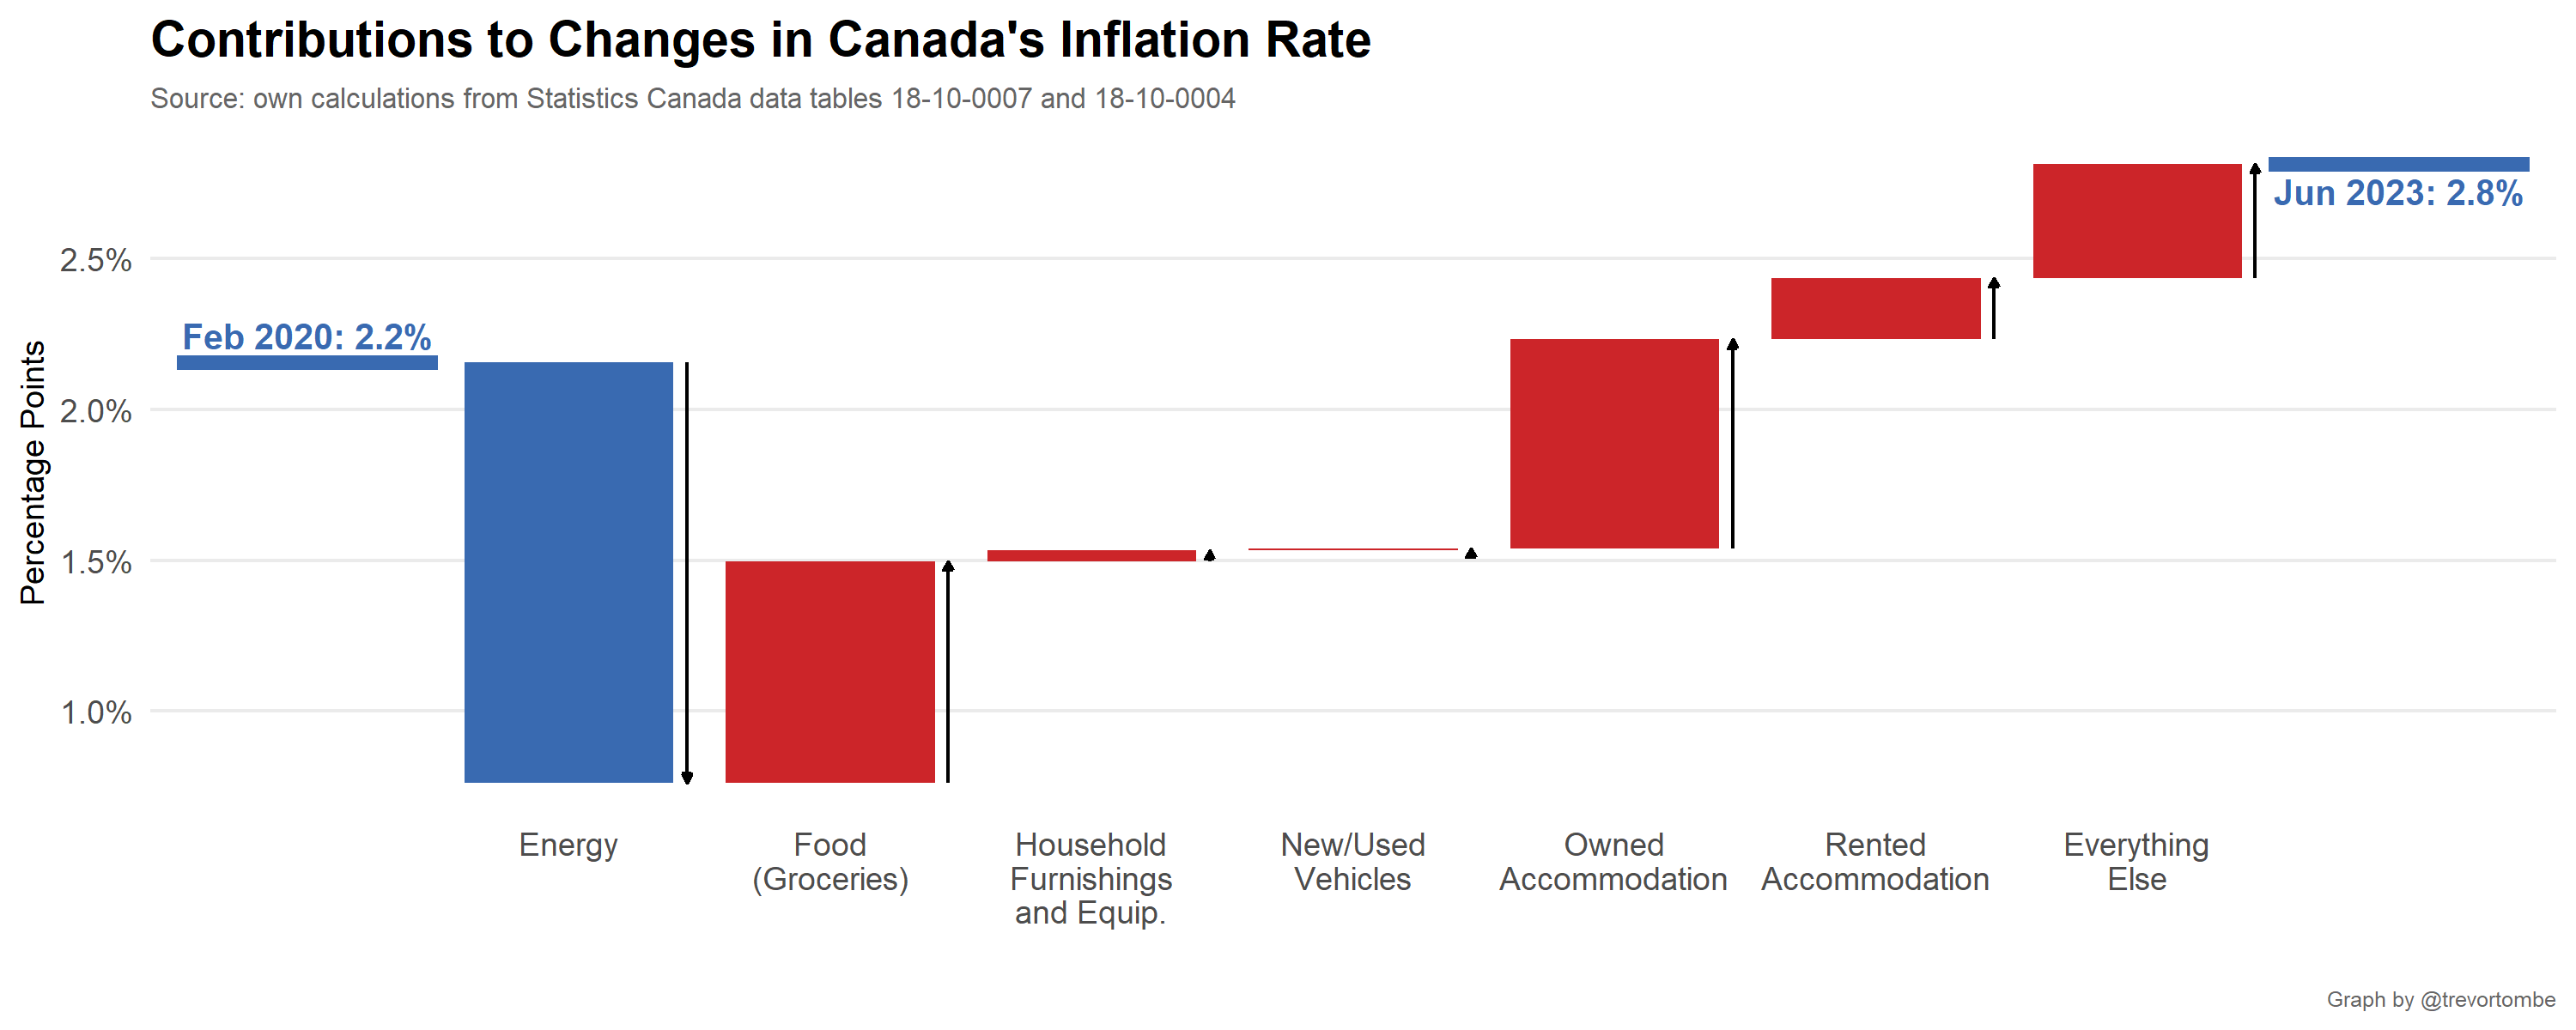 Contributions to Changes in Canada's Inflation Rate
Source: own calculations from Statistics Canada data tables 18-10-0007 and 18-10-0004
Percentage Points
2.5%
2.0%
1.5%
1.0%
Feb 2020: 2.2%
Jun 2023: 2.8%
Energy
Food
(Groceries)
Household
Furnishings
and Equip.
New/Used
Vehicles
Owned
Accommodation
Rented
Accommodation
Everything
Else
Graph by @trevortombe